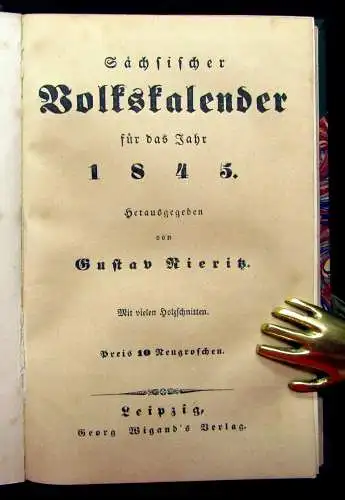 Sächsischer
Volkskalender
für das Jahr
1845.
Herausgegeben
von
Gustav Nieritz.
Mit vielen Holzschnitten.
Preis 10 Neugroschen.
Leipzig,
Georg Wigand's Verlag.